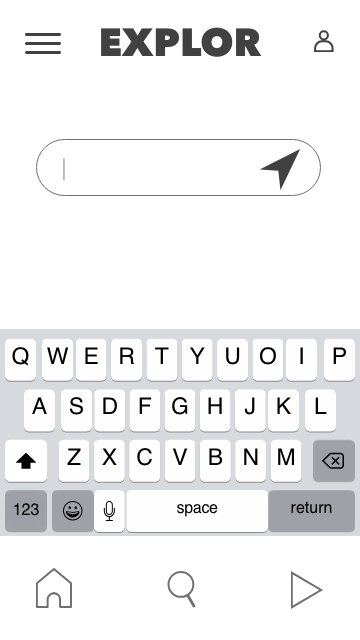 EXPLOR
Q W E R T Y U O I P
A S D F G H J K L
Z X C V B N M
123 space return